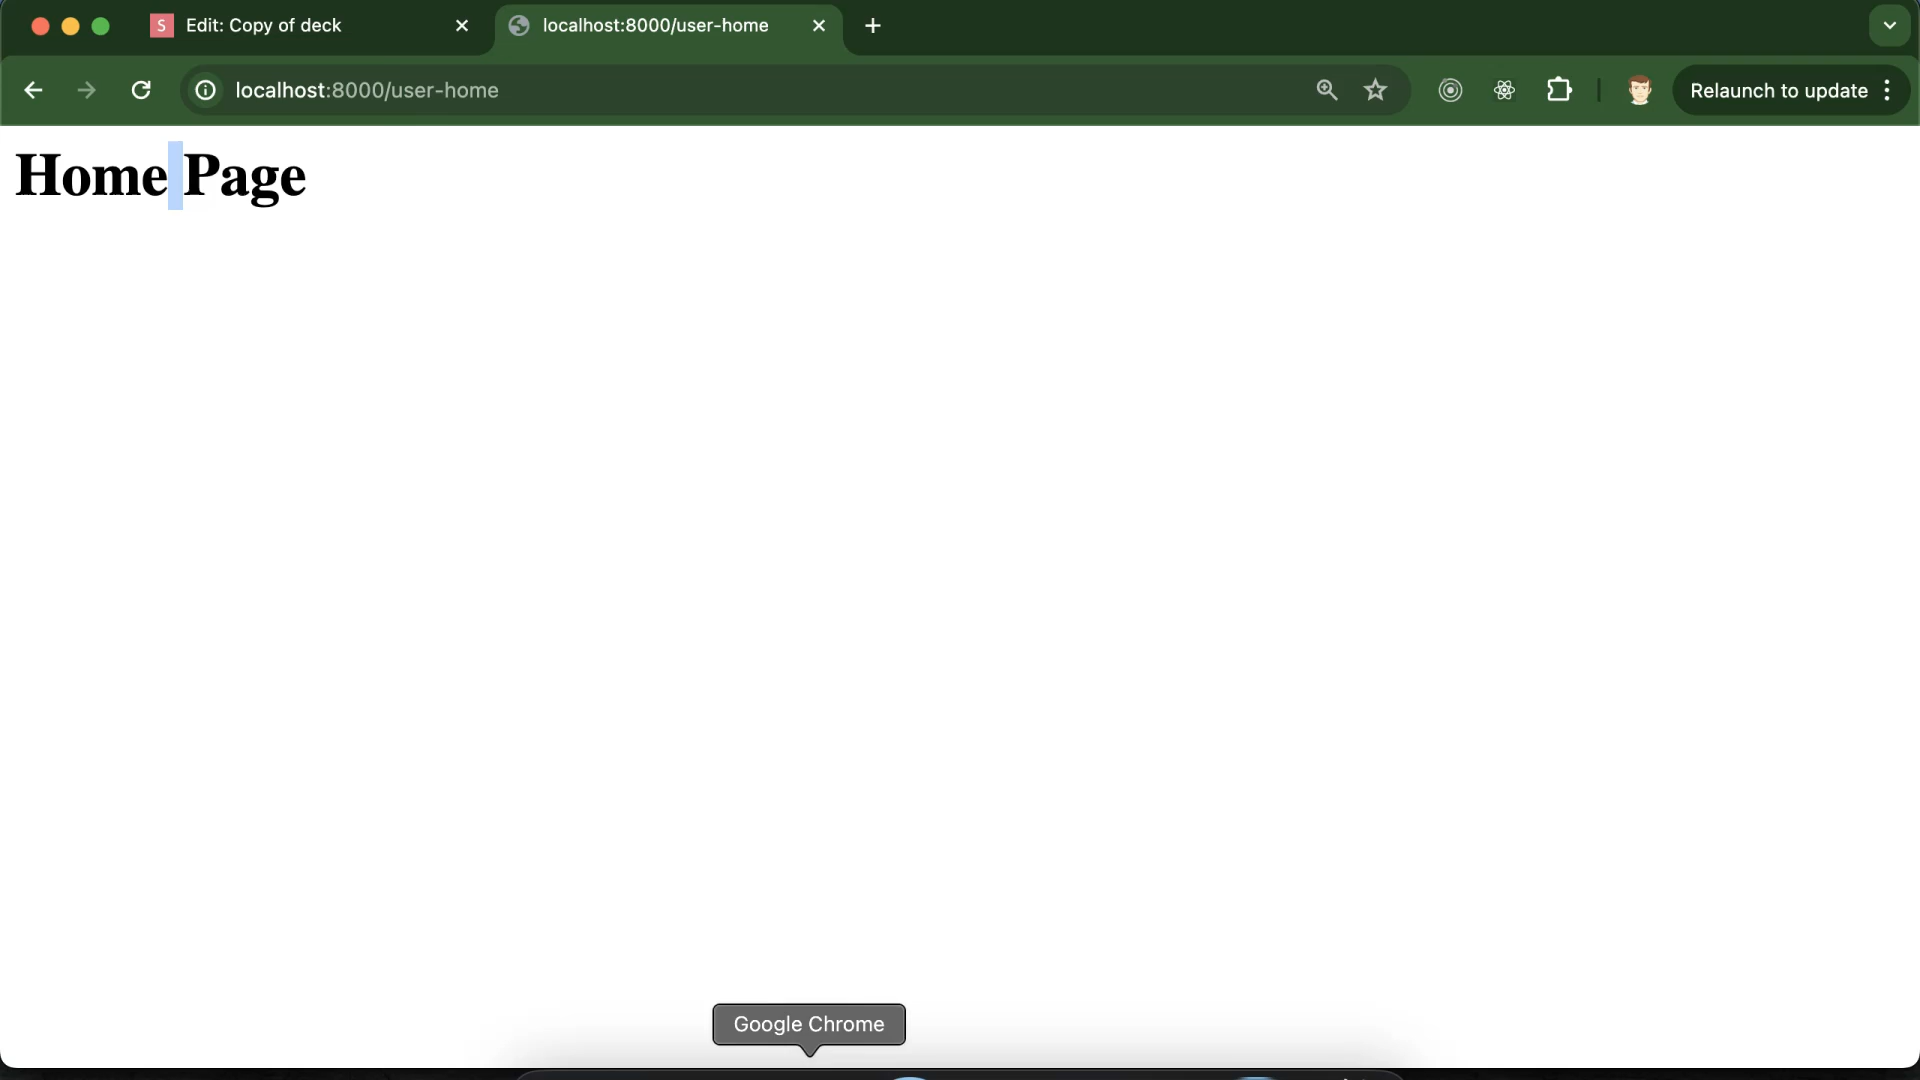 S Edit: Copy of deck
localhost:8000/user-home
localhost:8000/user-home
Relaunch to update
Home Page
Google Chrome